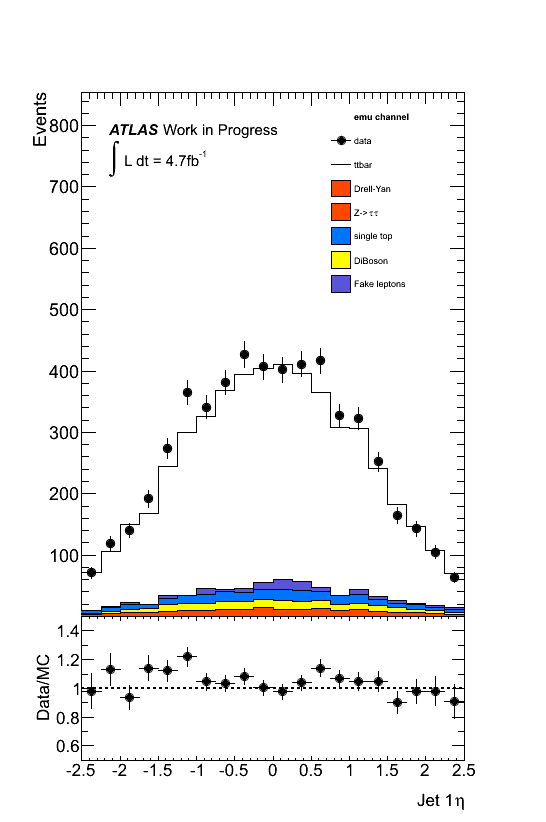 Events
800
700
600
500
400
300
200
100
ATLAS Work in Progress
∫ L dt = 4.7fb⁻¹
emu channel
data
ttbar
Drell-Yan
Z->ττ
single top
DiBoson
Fake leptons
Data/MC
1.4
1.2
1
0.8
0.6
-2.5 -2 -1.5 -1 -0.5 0 0.5 1 1.5 2 2.5
Jet 1η